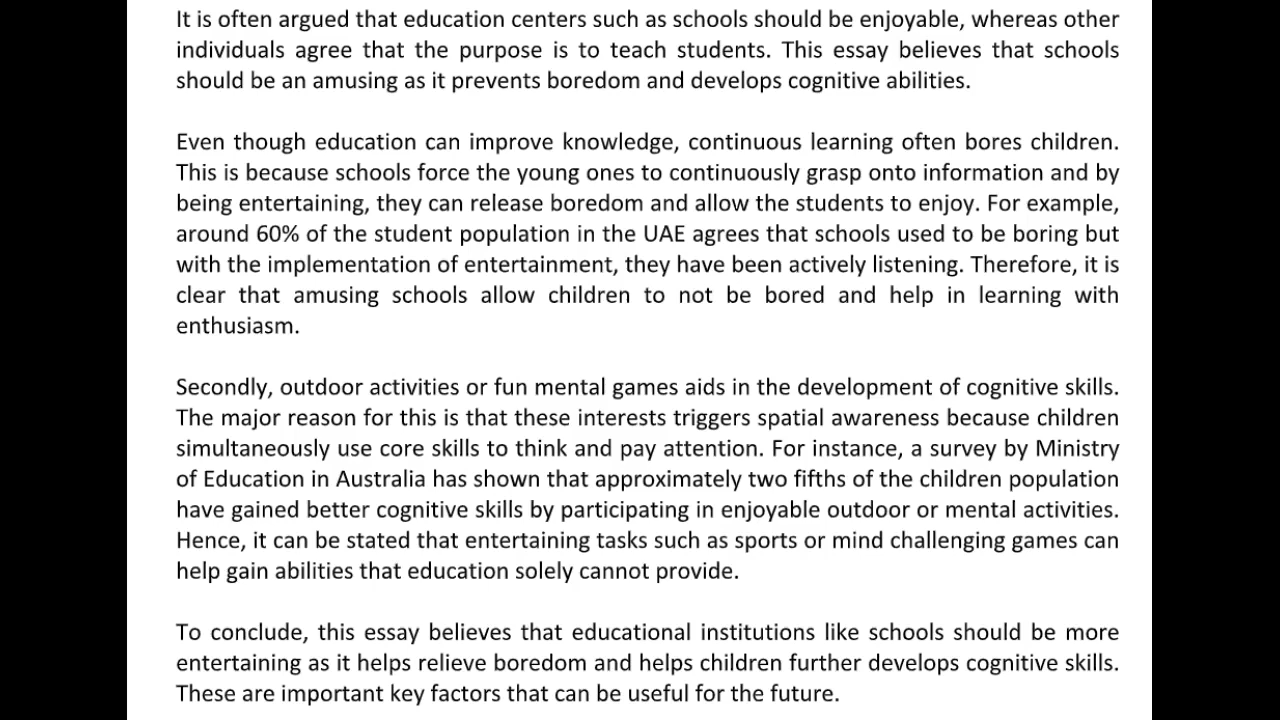 It is often argued that education centers such as schools should be enjoyable, whereas other
individuals agree that the purpose is to teach students. This essay believes that schools
should be an amusing as it prevents boredom and develops cognitive abilities.
Even though education can improve knowledge, continuous learning often bores children.
This is because schools force the young ones to continuously grasp onto information and by
being entertaining, they can release boredom and allow the students to enjoy. For example,
around 60% of the student population in the UAE agrees that schools used to be boring but
with the implementation of entertainment, they have been actively listening. Therefore, it is
clear that amusing schools allow children to not be bored and help in learning with
enthusiasm.
Secondly, outdoor activities or fun mental games aids in the development of cognitive skills.
The major reason for this is that these interests triggers spatial awareness because children
simultaneously use core skills to think and pay attention. For instance, a survey by Ministry
of Education in Australia has shown that approximately two fifths of the children population
have gained better cognitive skills by participating in enjoyable outdoor or mental activities.
Hence, it can be stated that entertaining tasks such as sports or mind challenging games can
help gain abilities that education solely cannot provide.
To conclude, this essay believes that educational institutions like schools should be more
entertaining as it helps relieve boredom and helps children further develops cognitive skills.
These are important key factors that can be useful for the future.